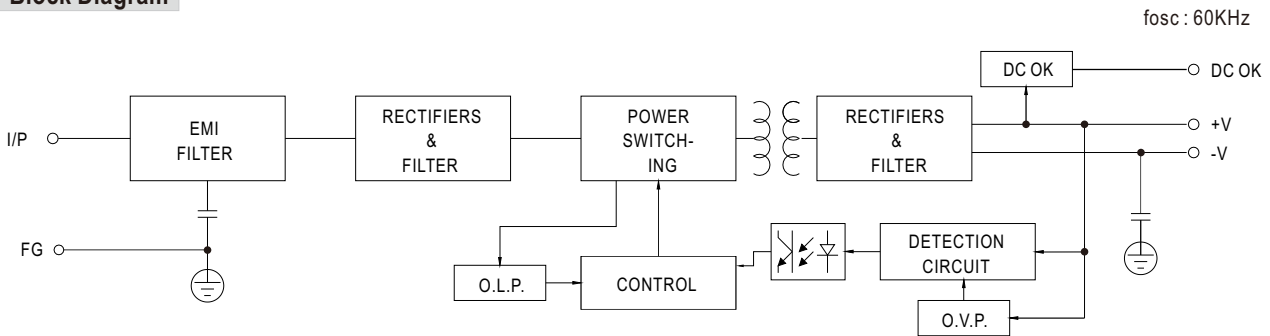 Block Diagram
fosc : 60KHz
I/P
EMI
FILTER
RECTIFIERS
&
FILTER
POWER
SWITCH-
ING
RECTIFIERS
&
FILTER
DC OK
DC OK
+V
-V
FG
O.L.P.
CONTROL
DETECTION
CIRCUIT
O.V.P.